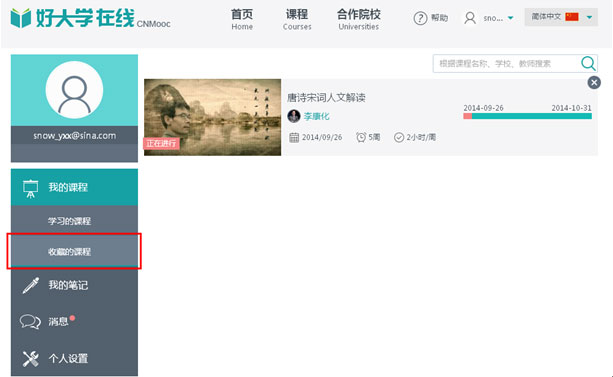 好大学在线 CNMooc
首页 课程 合作院校 帮助 sno... 简体中文
Home Courses Universities
根据课程名称、学校、教师搜索
snow_yxx@sina.com
唐诗宋词人文解读
李康化
2014-09-26 2014-10-31
正在进行 2014/09/26 5周 2小时/周
我的课程
学习的课程
收藏的课程
我的笔记
消息
个人设置